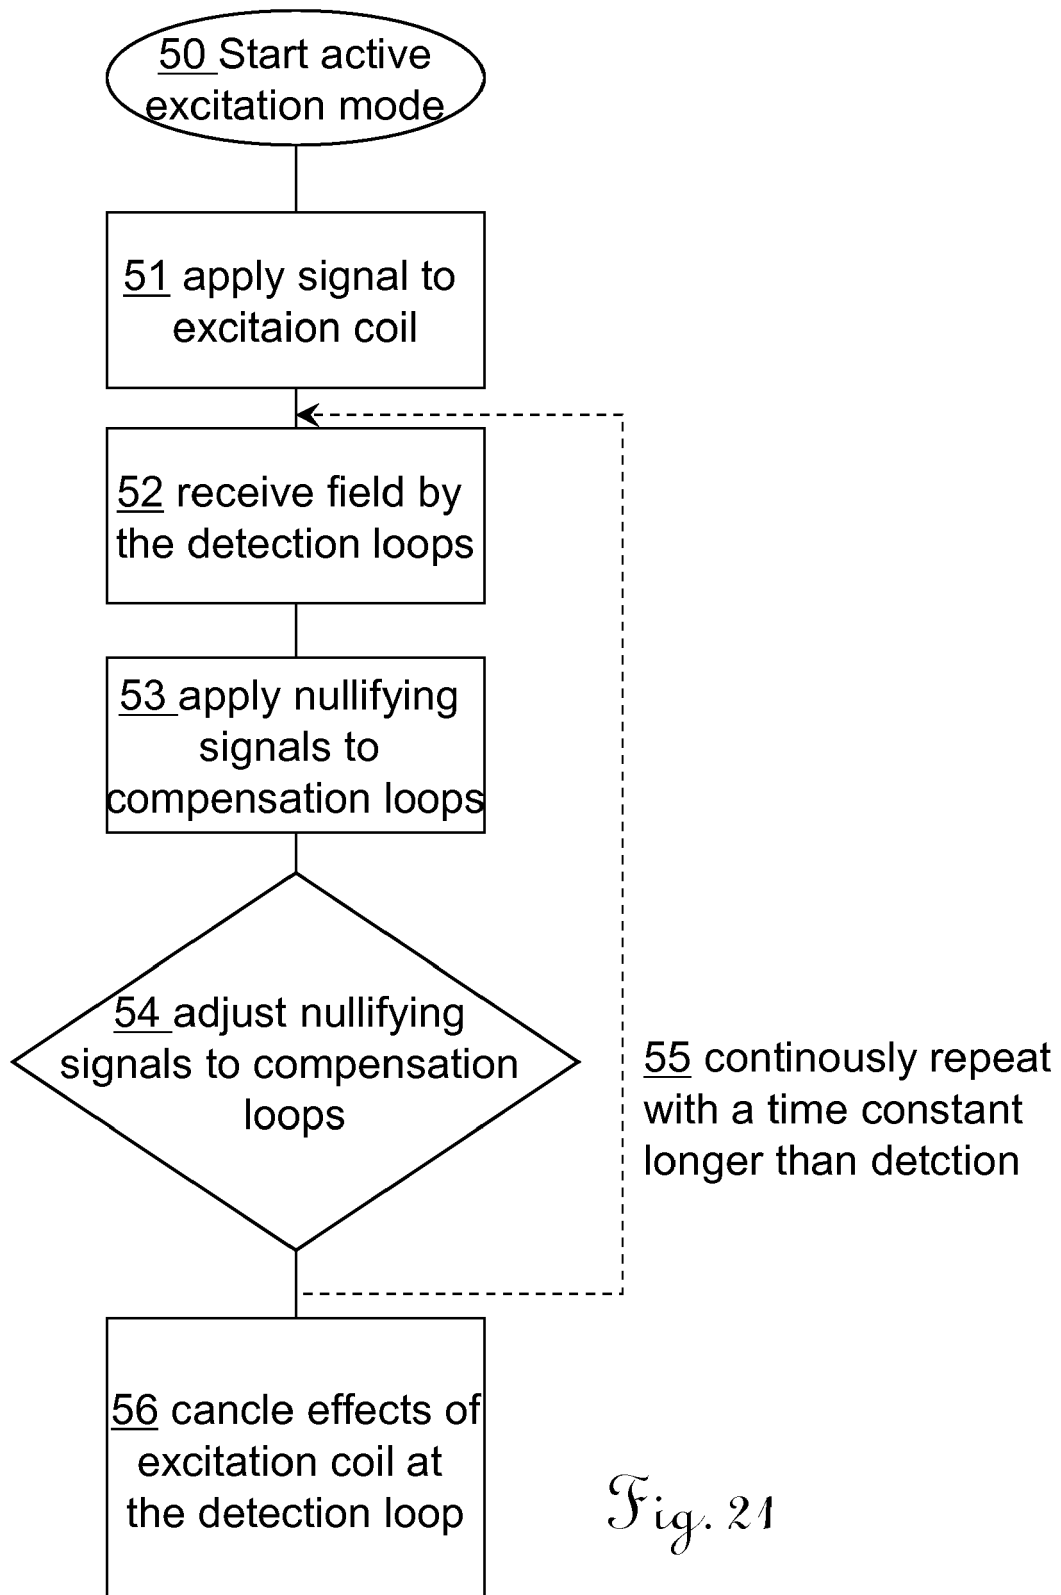 50 Start active
excitation mode
51 apply signal to
excitaion coil
52 receive field by
the detection loops
53 apply nullifying
signals to
compensation loops
54 adjust nullifying
signals to compensation
loops
55 continously repeat
with a time constant
longer than detction
56 cancle effects of
excitation coil at
the detection loop
Fig. 21